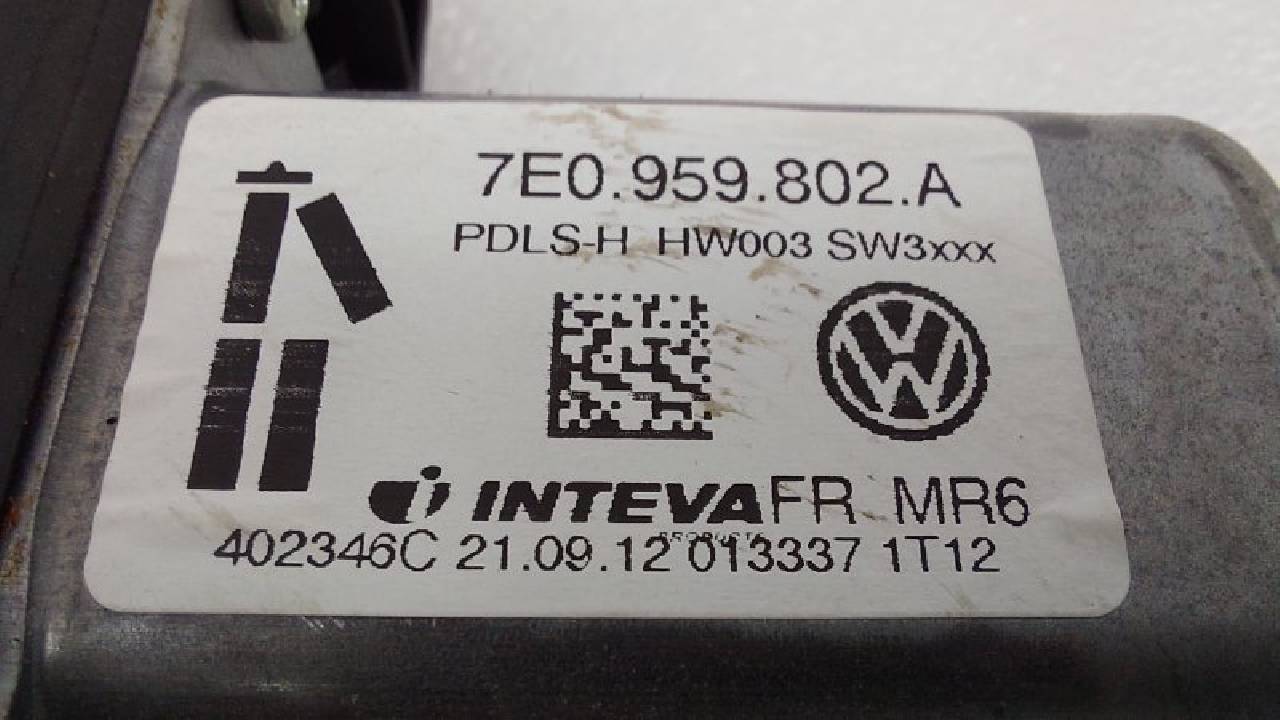 7E0.959.802.A
PDLS-H HW003 SW3xxx
INTEVA FR MR6
402346C 21.09.12 013337 1T12